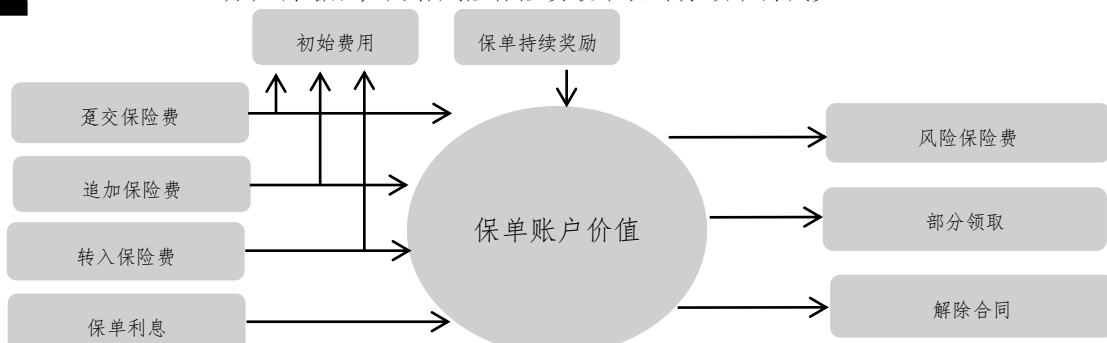 初始费用
保单持续奖励
趸交保险费
追加保险费
转入保险费
保单利息
保单账户价值
风险保险费
部分领取
解除合同